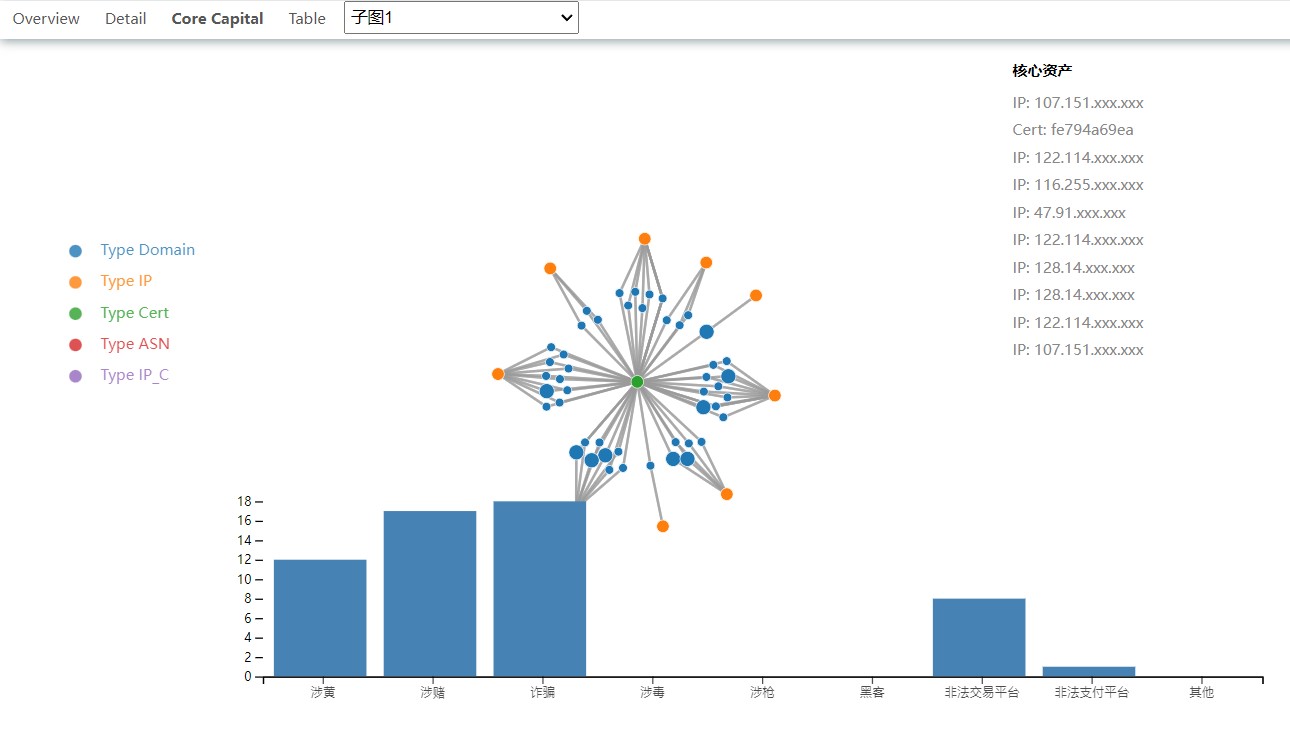 Overview Detail Core Capital Table 子图1
核心资产
IP: 107.151.xxx.xxx
Cert: fe794a69ea
IP: 122.114.xxx.xxx
IP: 116.255.xxx.xxx
IP: 47.91.xxx.xxx
IP: 122.114.xxx.xxx
IP: 128.14.xxx.xxx
IP: 128.14.xxx.xxx
IP: 122.114.xxx.xxx
IP: 107.151.xxx.xxx
Type Domain
Type IP
Type Cert
Type ASN
Type IP_C
18
16
14
12
10
8
6
4
2
0
涉黄 涉赌 诈骗 涉毒 涉枪 黑客 非法交易平台 非法支付平台 其他